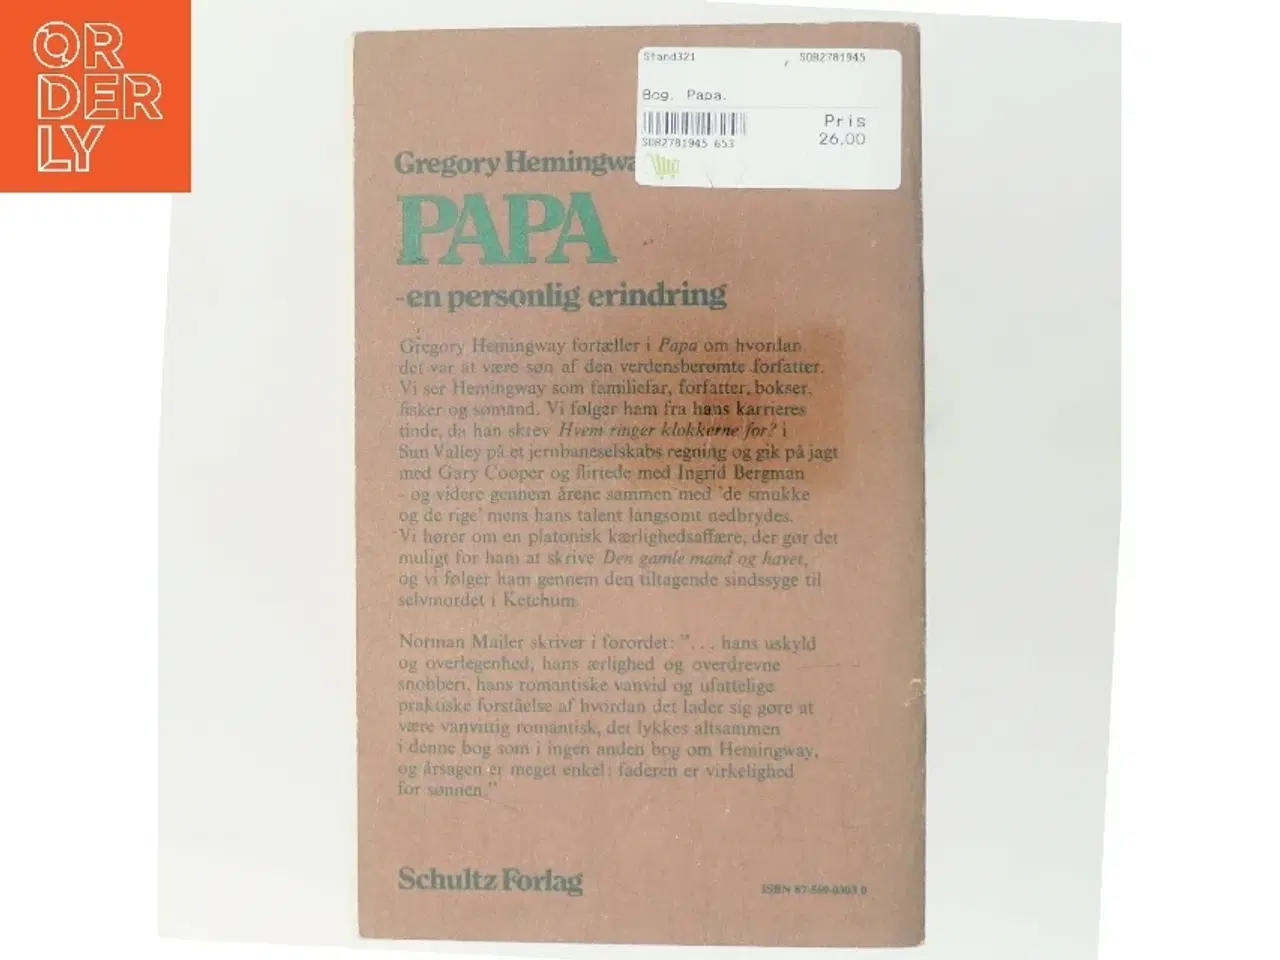 ORDERLY
Stand321 , SOB2781945
Bog. Papa.
Pris
26,00
SOB2781945 653
Gregory Hemingwa
PAPA
-en personlig erindring
Gregory Hemingway fortæller i Papa om hvordan
det var at være søn af den verdensberømte forfatter.
Vi ser Hemingway som familiefar, forfatter, bokser,
fisker og sømand. Vi følger ham fra hans karrieres
tinde, da han skrev Hvem ringer klokkerne for? i
Sun Valley på et jernbaneselskabs regning og gik på jagt
med Gary Cooper og flirtede med Ingrid Bergman
- og videre gennem årene sammen med 'de smukke
og de rige' mens hans talent langsomt nedbrydes.
Vi hører om en platonisk kærlighedsaffære, der gør det
muligt for ham at skrive Den gamle mand og havet,
og vi følger ham gennem den tiltagende sindssyge til
selvmordet i Ketchum.
Norman Mailer skriver i forordet: "... hans uskyld
og overlegenhed, hans ærlighed og overdrevne
snobberi, hans romantiske vanvid og ufattelige
praktiske forståelse af hvordan det lader sig gøre at
være vanvittig romantisk, det lykkes altsammen
i denne bog som i ingen anden bog om Hemingway,
og årsagen er meget enkel: faderen er virkelighed
for sønnen."
Schultz Forlag
ISBN 87-569-0303 0